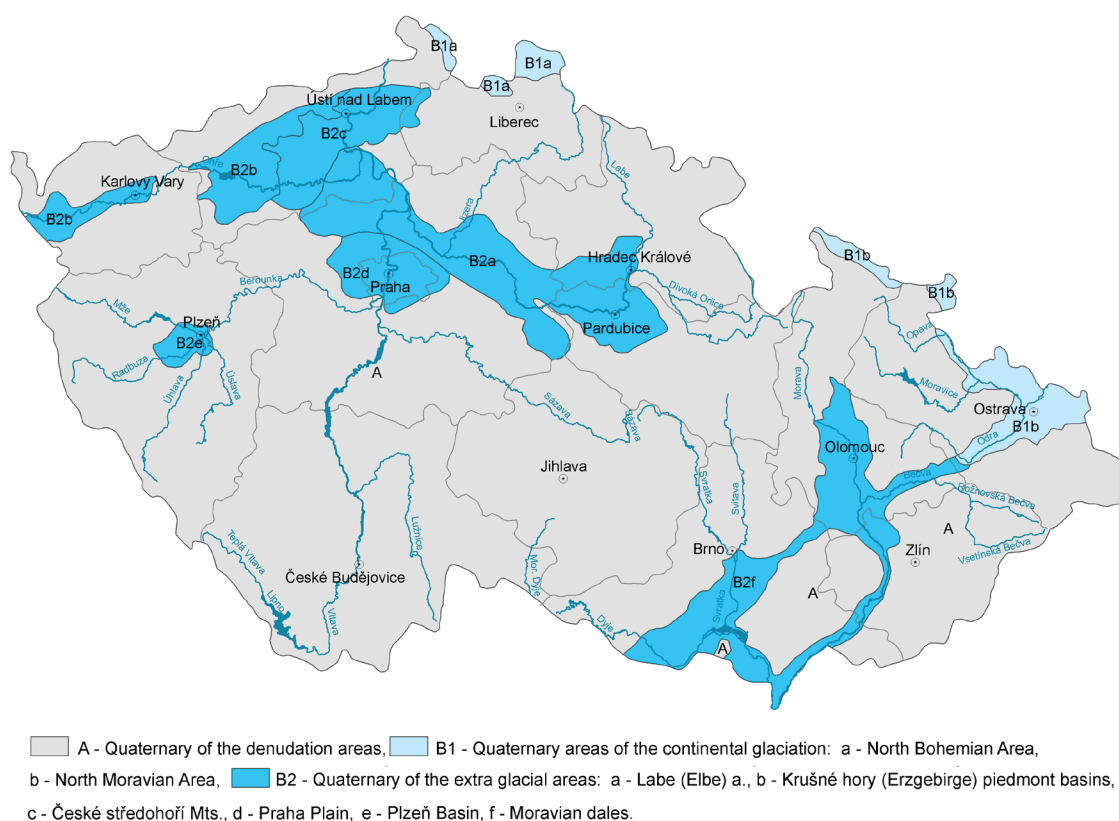 B1a
B1a
B1a
Ústí nad Labem
Liberec
B2c
Ohře
B2b
Labe
Karlovy Vary
B2b
Jizera
B2a
Hradec Králové
B1b
B2d
Praha
Berounka
Divoká Orlice
B1b
Mže
Plzeň
Pardubice
Opava
B2e
Radbuza
Úhlava
Úslava
A
Morava
Moravice
Sázava
Sázava
Ostrava
B1b
Odra
Olomouc
Jihlava
Bečva
Svratka
Svitava
Rožnovská Bečva
Lužnice
A
Vsetínská Bečva
Teplá Vltava
Brno
Zlín
České Budějovice
Mor. Dyje
B2f
A
Lipno
Vltava
Svratka
Dyje
A
A - Quaternary of the denudation areas, B1 - Quaternary areas of the continental glaciation: a - North Bohemian Area,
b - North Moravian Area, B2 - Quaternary of the extra glacial areas: a - Labe (Elbe) a., b - Krušné hory (Erzgebirge) piedmont basins,
c - České středohoří Mts., d - Praha Plain, e - Plzeň Basin, f - Moravian dales.